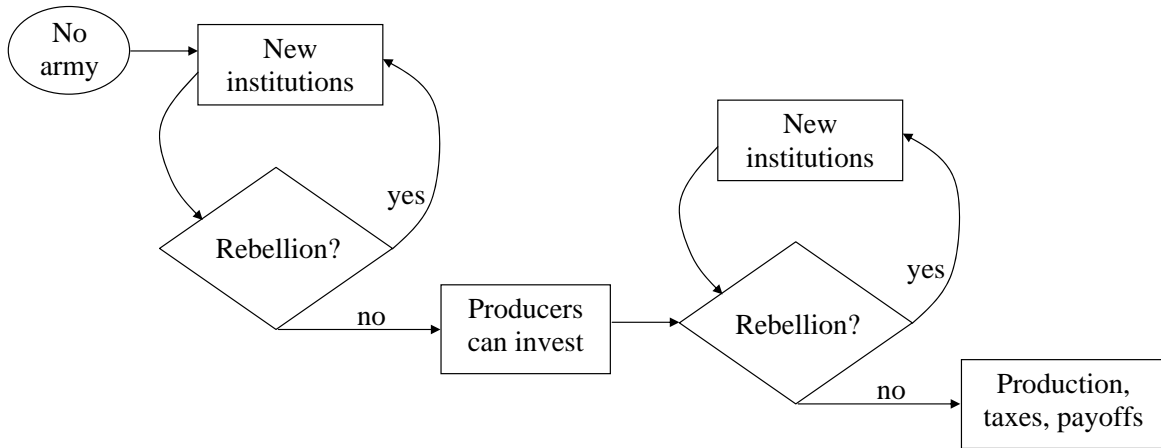 No
army
New
institutions
yes
Rebellion?
no
Producers
can invest
New
institutions
yes
Rebellion?
no
Production,
taxes, payoffs